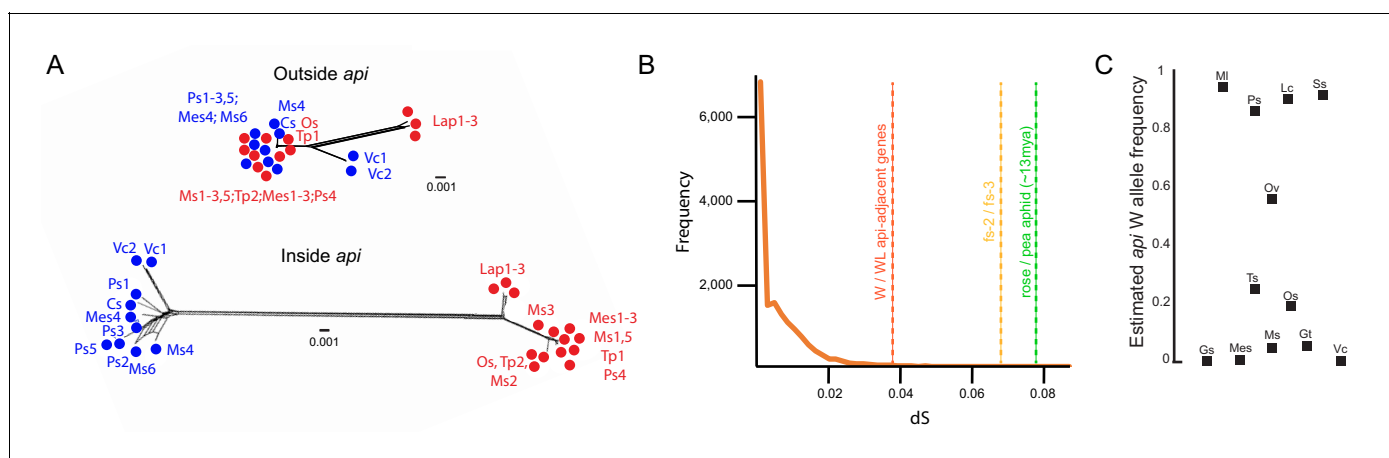 A
Outside api
Ps1-3,5;
Mes4; Ms6
Ms4
Cs Os
Tp1
Lap1-3
Vc1
Vc2
0.001
Ms1-3,5;Tp2;Mes1-3;Ps4
Inside api
Vc2 Vc1
Ps1
Cs
Mes4
Ps3
Ps5
Ps2
Ms6
Ms4
0.001
Lap1-3
Ms3
Mes1-3
Ms1,5
Tp1
Ps4
Os, Tp2,
Ms2
B
Frequency
6,000
4,000
2,000
W / WL api-adjacent genes
fs-2 / fs-3
rose / pea aphid (~13mya)
0.02 0.04 0.06 0.08
dS
C
Estimated api W allele frequency
1
0.8
0.6
0.4
0.2
0
Ml
Ps
Lc
Ss
Ov
Ts
Os
Gs
Mes
Ms
Gt
Vc